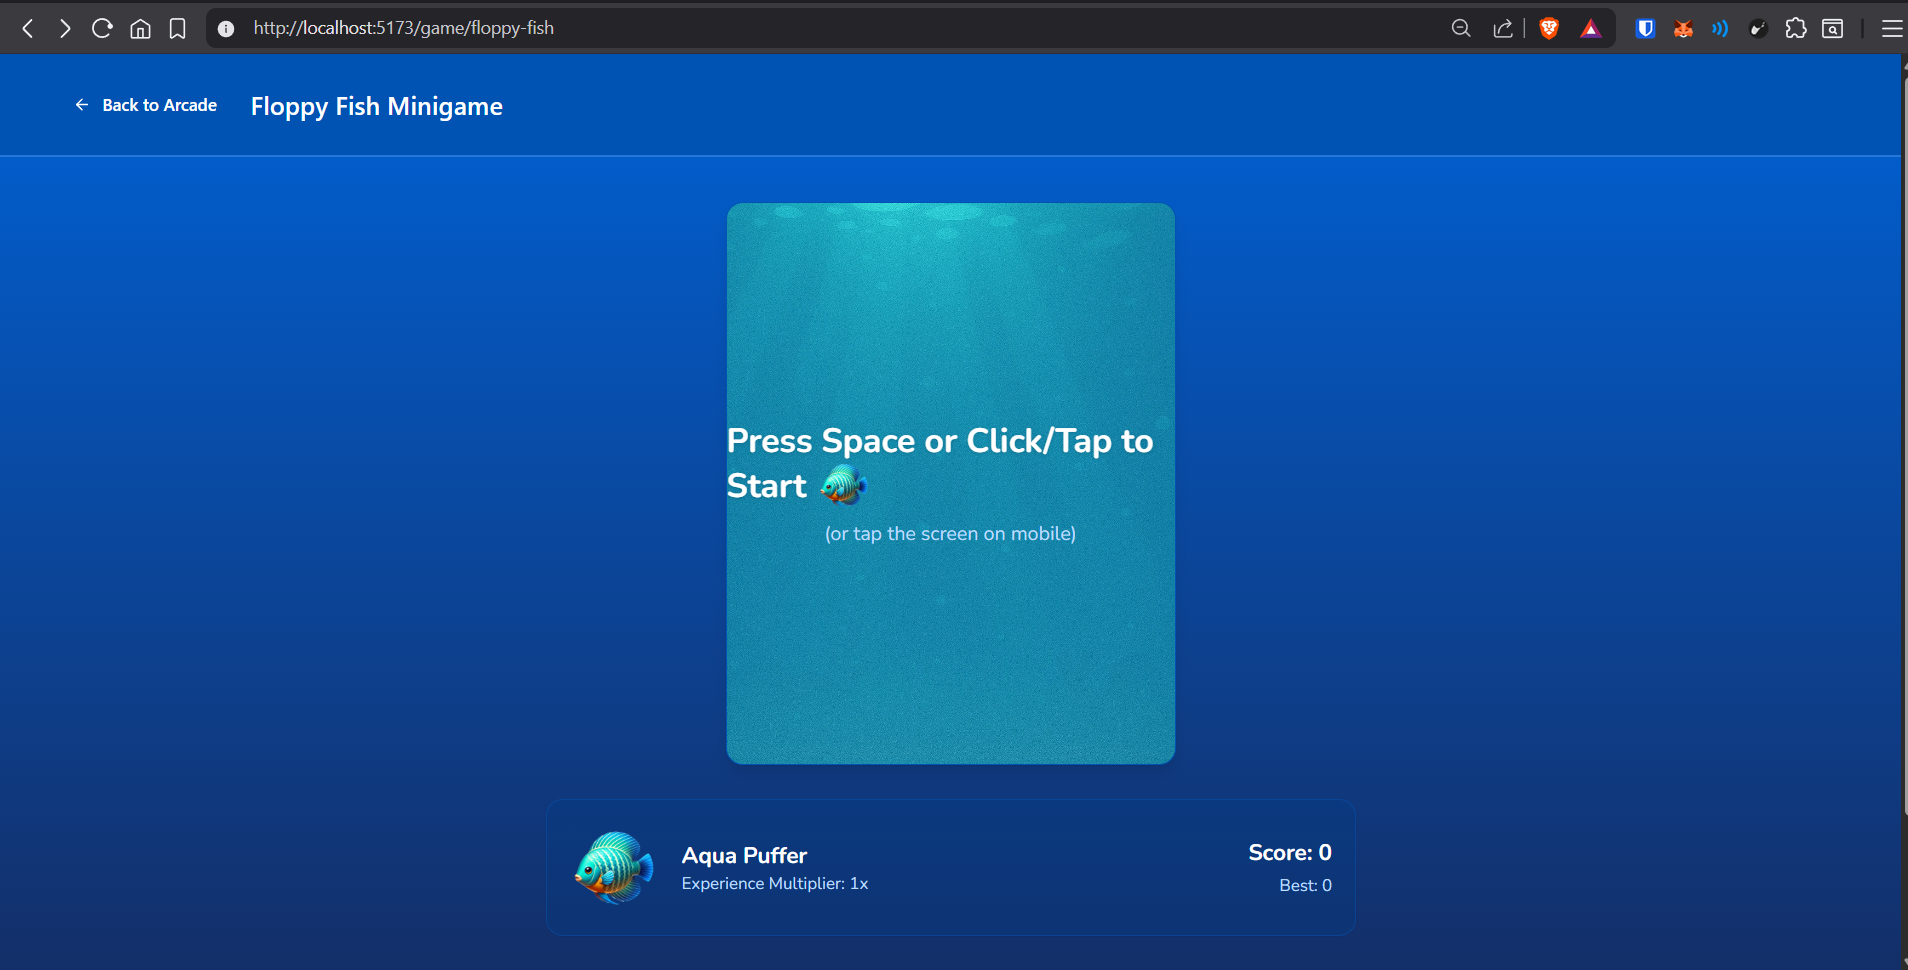 http://localhost:5173/game/floppy-fish
Back to Arcade
Floppy Fish Minigame
Press Space or Click/Tap to
Start
(or tap the screen on mobile)
Aqua Puffer
Experience Multiplier: 1x
Score: 0
Best: 0